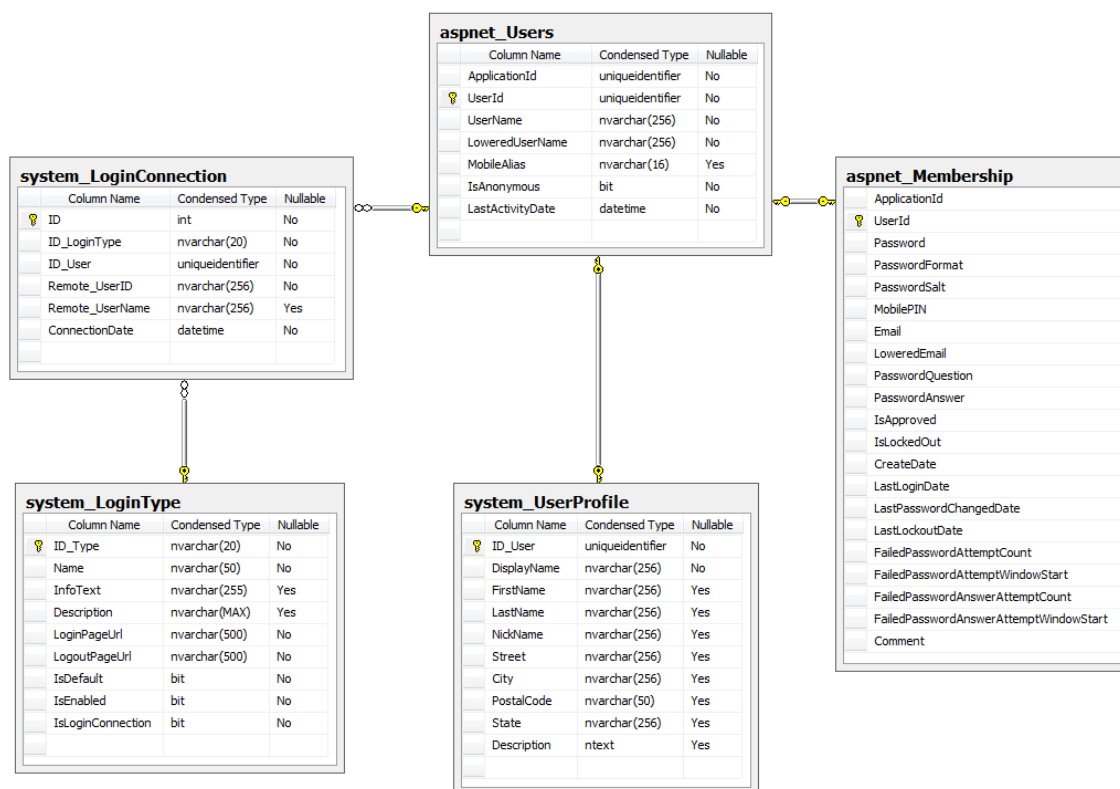 aspnet_Users
Column Name Condensed Type Nullable
ApplicationId uniqueidentifier No
UserId uniqueidentifier No
UserName nvarchar(256) No
LoweredUserName nvarchar(256) No
MobileAlias nvarchar(16) Yes
IsAnonymous bit No
LastActivityDate datetime No
system_LoginConnection
Column Name Condensed Type Nullable
ID int No
ID_LoginType nvarchar(20) No
ID_User uniqueidentifier No
Remote_UserID nvarchar(256) No
Remote_UserName nvarchar(256) Yes
ConnectionDate datetime No
aspnet_Membership
ApplicationId
UserId
Password
PasswordFormat
PasswordSalt
MobilePIN
Email
LoweredEmail
PasswordQuestion
PasswordAnswer
IsApproved
IsLockedOut
CreateDate
LastLoginDate
LastPasswordChangedDate
LastLockoutDate
FailedPasswordAttemptCount
FailedPasswordAttemptWindowStart
FailedPasswordAnswerAttemptCount
FailedPasswordAnswerAttemptWindowStart
Comment
system_LoginType
Column Name Condensed Type Nullable
ID_Type nvarchar(20) No
Name nvarchar(50) No
InfoText nvarchar(255) Yes
Description nvarchar(MAX) Yes
LoginPageUrl nvarchar(500) No
LogoutPageUrl nvarchar(500) No
IsDefault bit No
IsEnabled bit No
IsLoginConnection bit No
system_UserProfile
Column Name Condensed Type Nullable
ID_User uniqueidentifier No
DisplayName nvarchar(256) No
FirstName nvarchar(256) Yes
LastName nvarchar(256) Yes
NickName nvarchar(256) Yes
Street nvarchar(256) Yes
City nvarchar(256) Yes
PostalCode nvarchar(50) Yes
State nvarchar(256) Yes
Description ntext Yes